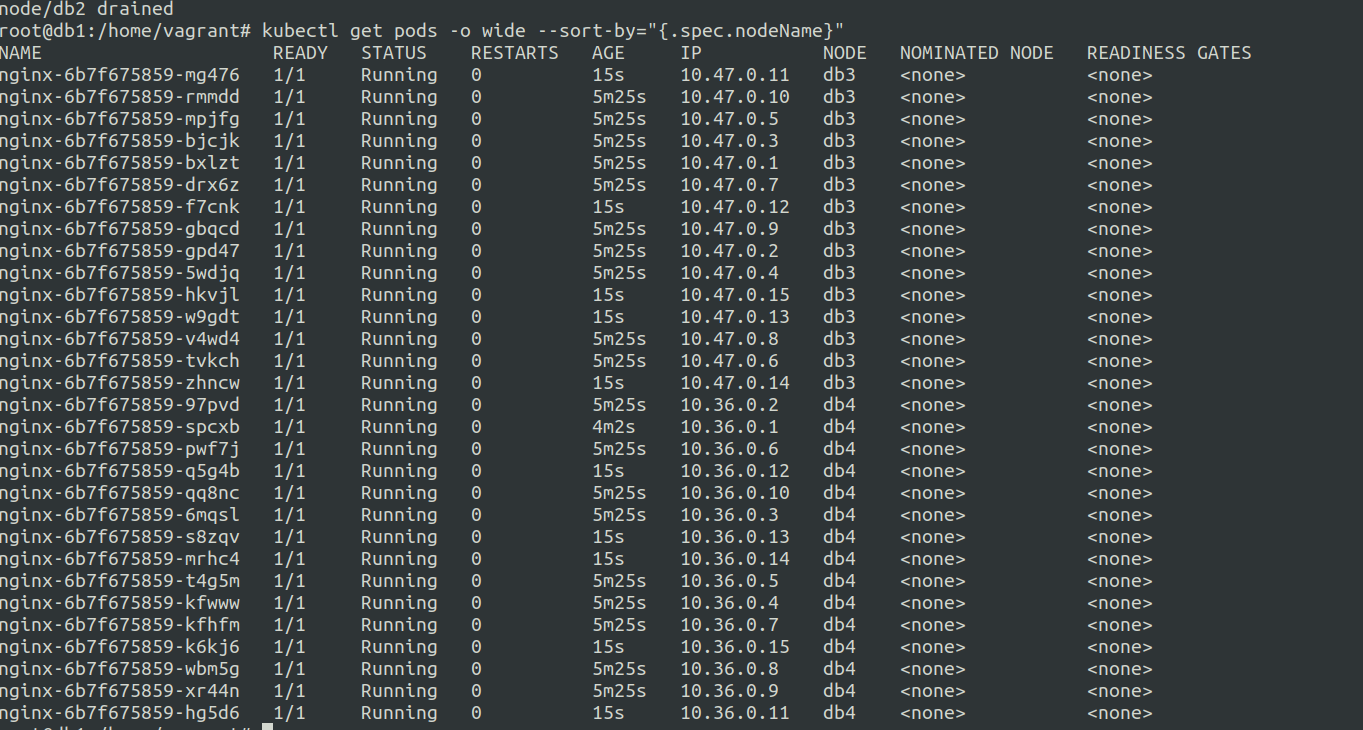 node/db2 drained
root@db1:/home/vagrant# kubectl get pods -o wide --sort-by="{.spec.nodeName}"
NAME READY STATUS RESTARTS AGE IP NODE NOMINATED NODE READINESS GATES
nginx-6b7f675859-mg476 1/1 Running 0 15s 10.47.0.11 db3 <none> <none>
nginx-6b7f675859-rmmdd 1/1 Running 0 5m25s 10.47.0.10 db3 <none> <none>
nginx-6b7f675859-mpjfg 1/1 Running 0 5m25s 10.47.0.5 db3 <none> <none>
nginx-6b7f675859-bjcjk 1/1 Running 0 5m25s 10.47.0.3 db3 <none> <none>
nginx-6b7f675859-bxlzt 1/1 Running 0 5m25s 10.47.0.1 db3 <none> <none>
nginx-6b7f675859-drx6z 1/1 Running 0 5m25s 10.47.0.7 db3 <none> <none>
nginx-6b7f675859-f7cnk 1/1 Running 0 15s 10.47.0.12 db3 <none> <none>
nginx-6b7f675859-gbqcd 1/1 Running 0 5m25s 10.47.0.9 db3 <none> <none>
nginx-6b7f675859-gpd47 1/1 Running 0 5m25s 10.47.0.2 db3 <none> <none>
nginx-6b7f675859-5wdjq 1/1 Running 0 5m25s 10.47.0.4 db3 <none> <none>
nginx-6b7f675859-hkvjl 1/1 Running 0 15s 10.47.0.15 db3 <none> <none>
nginx-6b7f675859-w9gdt 1/1 Running 0 15s 10.47.0.13 db3 <none> <none>
nginx-6b7f675859-v4wd4 1/1 Running 0 5m25s 10.47.0.8 db3 <none> <none>
nginx-6b7f675859-tvkch 1/1 Running 0 5m25s 10.47.0.6 db3 <none> <none>
nginx-6b7f675859-zhncw 1/1 Running 0 15s 10.47.0.14 db3 <none> <none>
nginx-6b7f675859-97pvd 1/1 Running 0 5m25s 10.36.0.2 db4 <none> <none>
nginx-6b7f675859-spcxb 1/1 Running 0 4m2s 10.36.0.1 db4 <none> <none>
nginx-6b7f675859-pwf7j 1/1 Running 0 5m25s 10.36.0.6 db4 <none> <none>
nginx-6b7f675859-q5g4b 1/1 Running 0 15s 10.36.0.12 db4 <none> <none>
nginx-6b7f675859-qq8nc 1/1 Running 0 5m25s 10.36.0.10 db4 <none> <none>
nginx-6b7f675859-6mqsl 1/1 Running 0 5m25s 10.36.0.3 db4 <none> <none>
nginx-6b7f675859-s8zqv 1/1 Running 0 15s 10.36.0.13 db4 <none> <none>
nginx-6b7f675859-mrhc4 1/1 Running 0 15s 10.36.0.14 db4 <none> <none>
nginx-6b7f675859-t4g5m 1/1 Running 0 5m25s 10.36.0.5 db4 <none> <none>
nginx-6b7f675859-kfwww 1/1 Running 0 5m25s 10.36.0.4 db4 <none> <none>
nginx-6b7f675859-kfhfm 1/1 Running 0 5m25s 10.36.0.7 db4 <none> <none>
nginx-6b7f675859-k6kj6 1/1 Running 0 15s 10.36.0.15 db4 <none> <none>
nginx-6b7f675859-wbm5g 1/1 Running 0 5m25s 10.36.0.8 db4 <none> <none>
nginx-6b7f675859-xr44n 1/1 Running 0 5m25s 10.36.0.9 db4 <none> <none>
nginx-6b7f675859-hg5d6 1/1 Running 0 15s 10.36.0.11 db4 <none> <none>